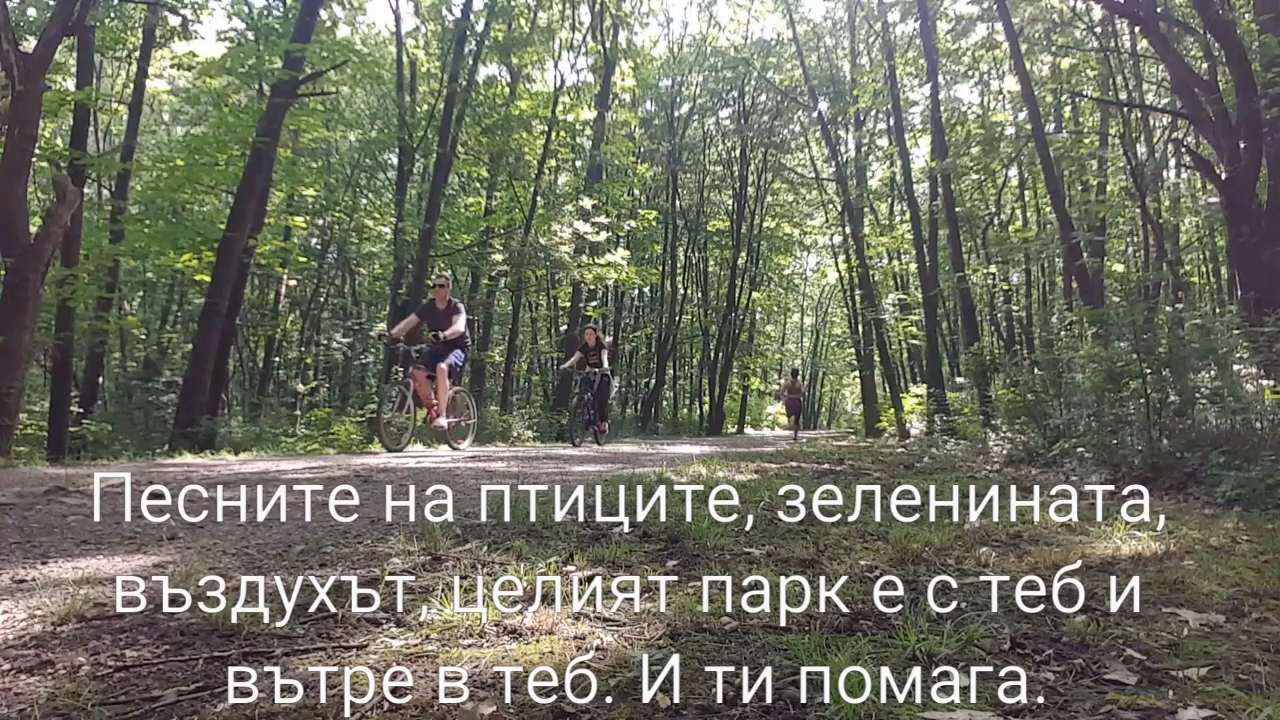 Песните на птиците, зеленината,
въздухът, целият парк е с теб и
вътре в теб. И ти помага.